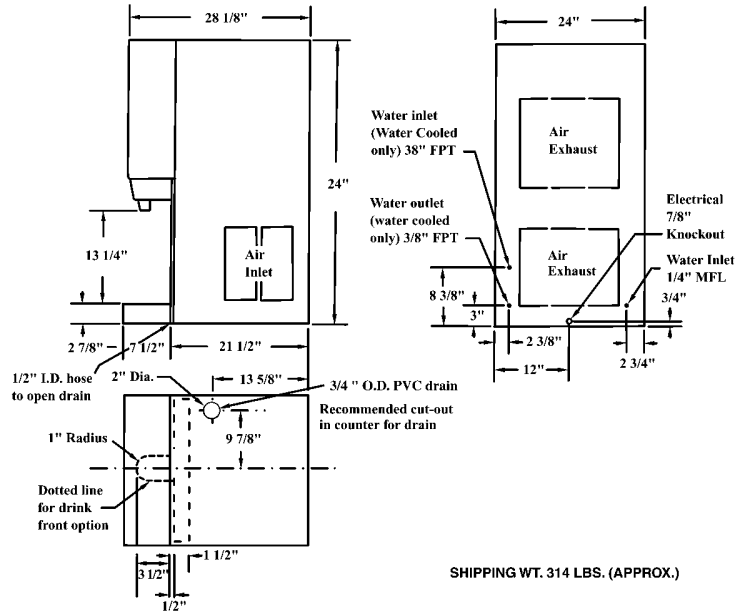 28 1/8"
24"
24"
13 1/4"
Air
Inlet
2 7/8"
7 1/2"
21 1/2"
1/2" I.D. hose
to open drain
Water inlet
(Water Cooled
only) 38" FPT
Water outlet
(water cooled
only) 3/8" FPT
Air
Exhaust
Air
Exhaust
Electrical
7/8"
Knockout
Water Inlet
1/4" MFL
8 3/8"
3"
3/4"
2 3/8"
2 3/4"
12"
2" Dia.
13 5/8"
3/4 " O.D. PVC drain
Recommended cut-out
in counter for drain
9 7/8"
1" Radius
Dotted line
for drink
front option
1 1/2"
3 1/2"
1/2"
SHIPPING WT. 314 LBS. (APPROX.)